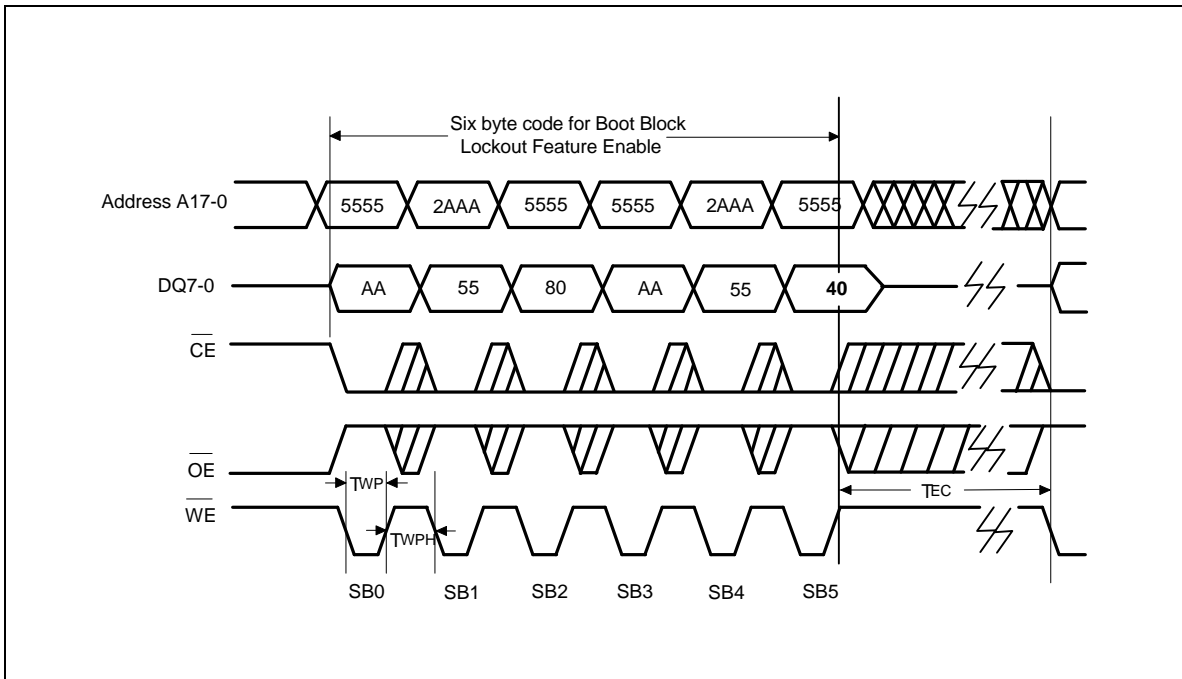 Six byte code for Boot Block
Lockout Feature Enable
Address A17-0
5555 2AAA 5555 5555 2AAA 5555
DQ7-0
AA 55 80 AA 55 40
CE
OE
TWP
TEC
WE
TWPH
SB0 SB1 SB2 SB3 SB4 SB5